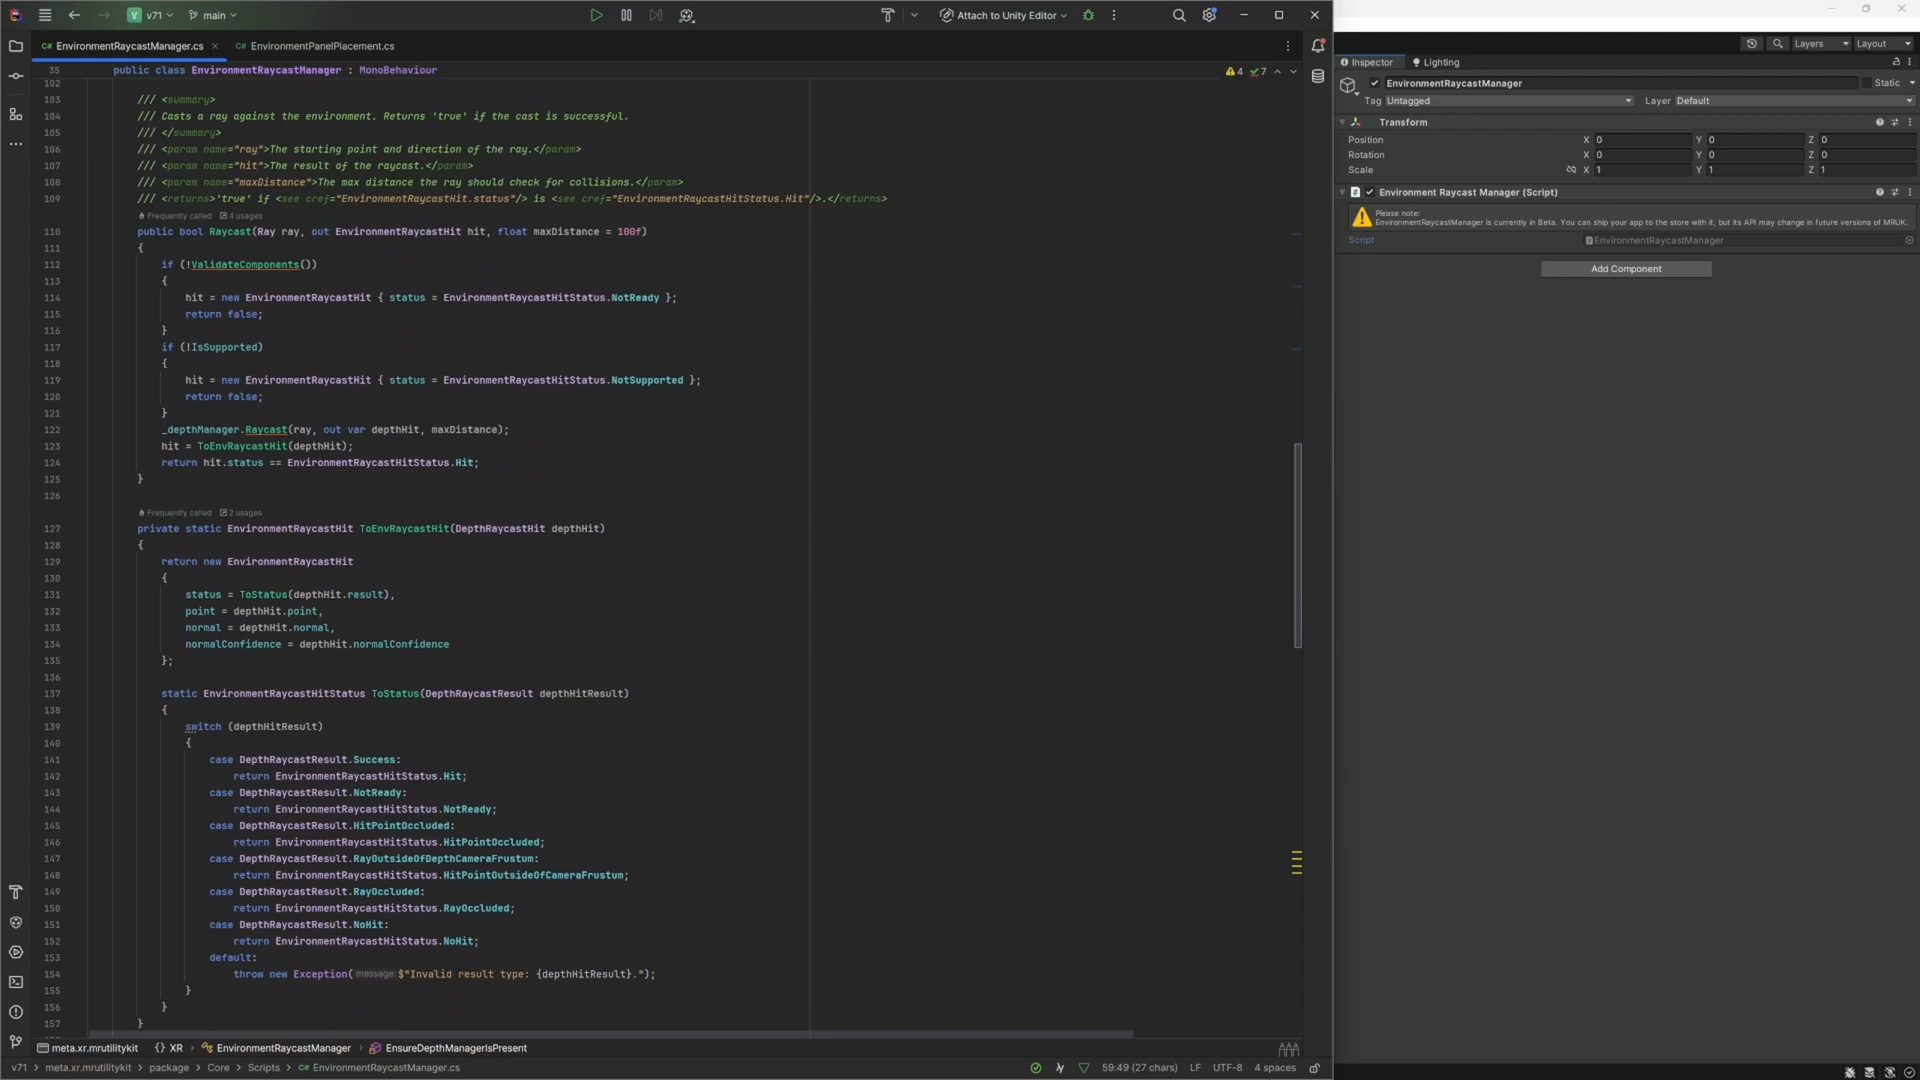 V v71 main Attach to Unity Editor
C# EnvironmentRaycastManager.cs C# EnvironmentPanelPlacement.cs
35 public class EnvironmentRaycastManager : MonoBehaviour 4 7
102
103 /// <summary>
104 /// Casts a ray against the environment. Returns 'true' if the cast is successful.
105 /// </summary>
106 /// <param name="ray">The starting point and direction of the ray.</param>
107 /// <param name="hit">The result of the raycast.</param>
108 /// <param name="maxDistance">The max distance the ray should check for collisions.</param>
109 /// <returns>'true' if <see cref="EnvironmentRaycastHit.status"/> is <see cref="EnvironmentRaycastHitStatus.Hit"/>.</returns>
Frequently called 4 usages
110 public bool Raycast(Ray ray, out EnvironmentRaycastHit hit, float maxDistance = 100f)
111 {
112 if (!ValidateComponents())
113 {
114 hit = new EnvironmentRaycastHit { status = EnvironmentRaycastHitStatus.NotReady };
115 return false;
116 }
117 if (!IsSupported)
118 {
119 hit = new EnvironmentRaycastHit { status = EnvironmentRaycastHitStatus.NotSupported };
120 return false;
121 }
122 _depthManager.Raycast(ray, out var depthHit, maxDistance);
123 hit = ToEnvRaycastHit(depthHit);
124 return hit.status == EnvironmentRaycastHitStatus.Hit;
125 }
126
Frequently called 2 usages
127 private static EnvironmentRaycastHit ToEnvRaycastHit(DepthRaycastHit depthHit)
128 {
129 return new EnvironmentRaycastHit
130 {
131 status = ToStatus(depthHit.result),
132 point = depthHit.point,
133 normal = depthHit.normal,
134 normalConfidence = depthHit.normalConfidence
135 };
136
137 static EnvironmentRaycastHitStatus ToStatus(DepthRaycastResult depthHitResult)
138 {
139 switch (depthHitResult)
140 {
141 case DepthRaycastResult.Success:
142 return EnvironmentRaycastHitStatus.Hit;
143 case DepthRaycastResult.NotReady:
144 return EnvironmentRaycastHitStatus.NotReady;
145 case DepthRaycastResult.HitPointOccluded:
146 return EnvironmentRaycastHitStatus.HitPointOccluded;
147 case DepthRaycastResult.RayOutsideOfDepthCameraFrustum:
148 return EnvironmentRaycastHitStatus.HitPointOutsideOfCameraFrustum;
149 case DepthRaycastResult.RayOccluded:
150 return EnvironmentRaycastHitStatus.RayOccluded;
151 case DepthRaycastResult.NoHit:
152 return EnvironmentRaycastHitStatus.NoHit;
153 default:
154 throw new Exception(message: $"Invalid result type: {depthHitResult}.");
155 }
156 }
157 }
meta.xr.mrutilitykit {} XR EnvironmentRaycastManager EnsureDepthManagerIsPresent
v71 > meta.xr.mrutilitykit > package > Core > Scripts > C# EnvironmentRaycastManager.cs 59:49 (27 chars) LF UTF-8 4 spaces
Layers Layout
Inspector Lighting
EnvironmentRaycastManager Static
Tag Untagged Layer Default
Transform
Position X 0 Y 0 Z 0
Rotation X 0 Y 0 Z 0
Scale X 1 Y 1 Z 1
Environment Raycast Manager (Script)
Please note:
EnvironmentRaycastManager is currently in Beta. You can ship your app to the store with it, but its API may change in future versions of MRUK.
Script EnvironmentRaycastManager
Add Component